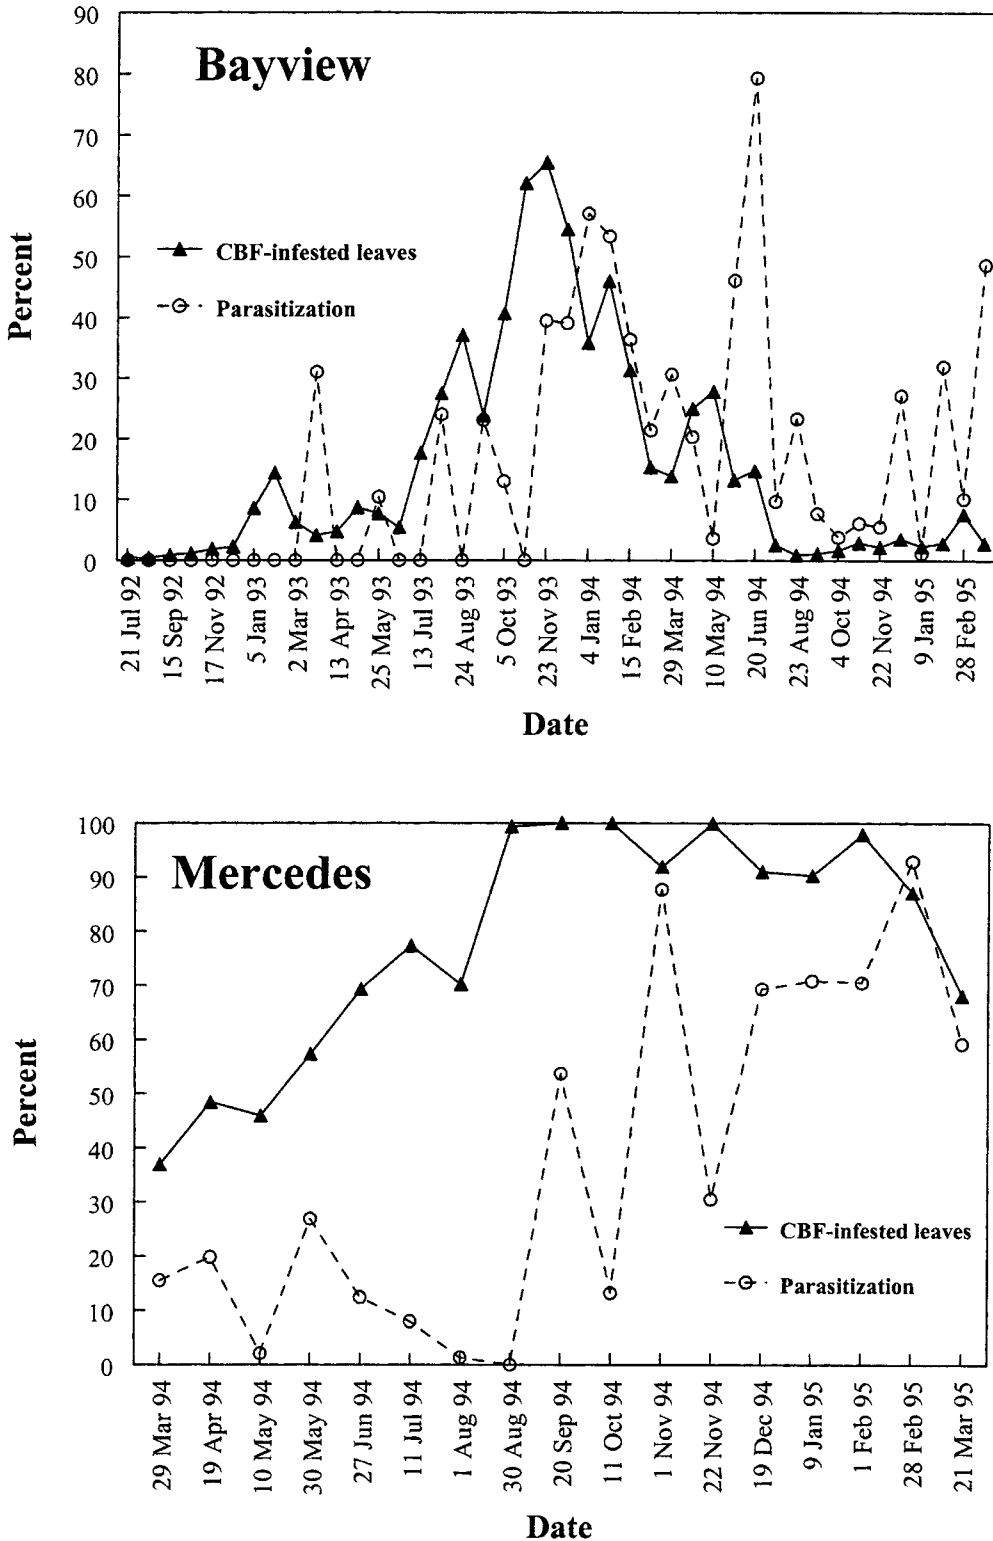 Bayview
90
80
70
60
50
40
30
20
10
0
Percent
CBF-infested leaves
Parasitization
21 Jul 92
15 Sep 92
17 Nov 92
5 Jan 93
2 Mar 93
13 Apr 93
25 May 93
13 Jul 93
24 Aug 93
5 Oct 93
23 Nov 93
4 Jan 94
15 Feb 94
29 Mar 94
10 May 94
20 Jun 94
23 Aug 94
4 Oct 94
22 Nov 94
9 Jan 95
28 Feb 95
Date
Mercedes
100
90
80
70
60
50
40
30
20
10
0
Percent
CBF-infested leaves
Parasitization
29 Mar 94
19 Apr 94
10 May 94
30 May 94
27 Jun 94
11 Jul 94
1 Aug 94
30 Aug 94
20 Sep 94
11 Oct 94
1 Nov 94
22 Nov 94
19 Dec 94
9 Jan 95
1 Feb 95
28 Feb 95
21 Mar 95
Date